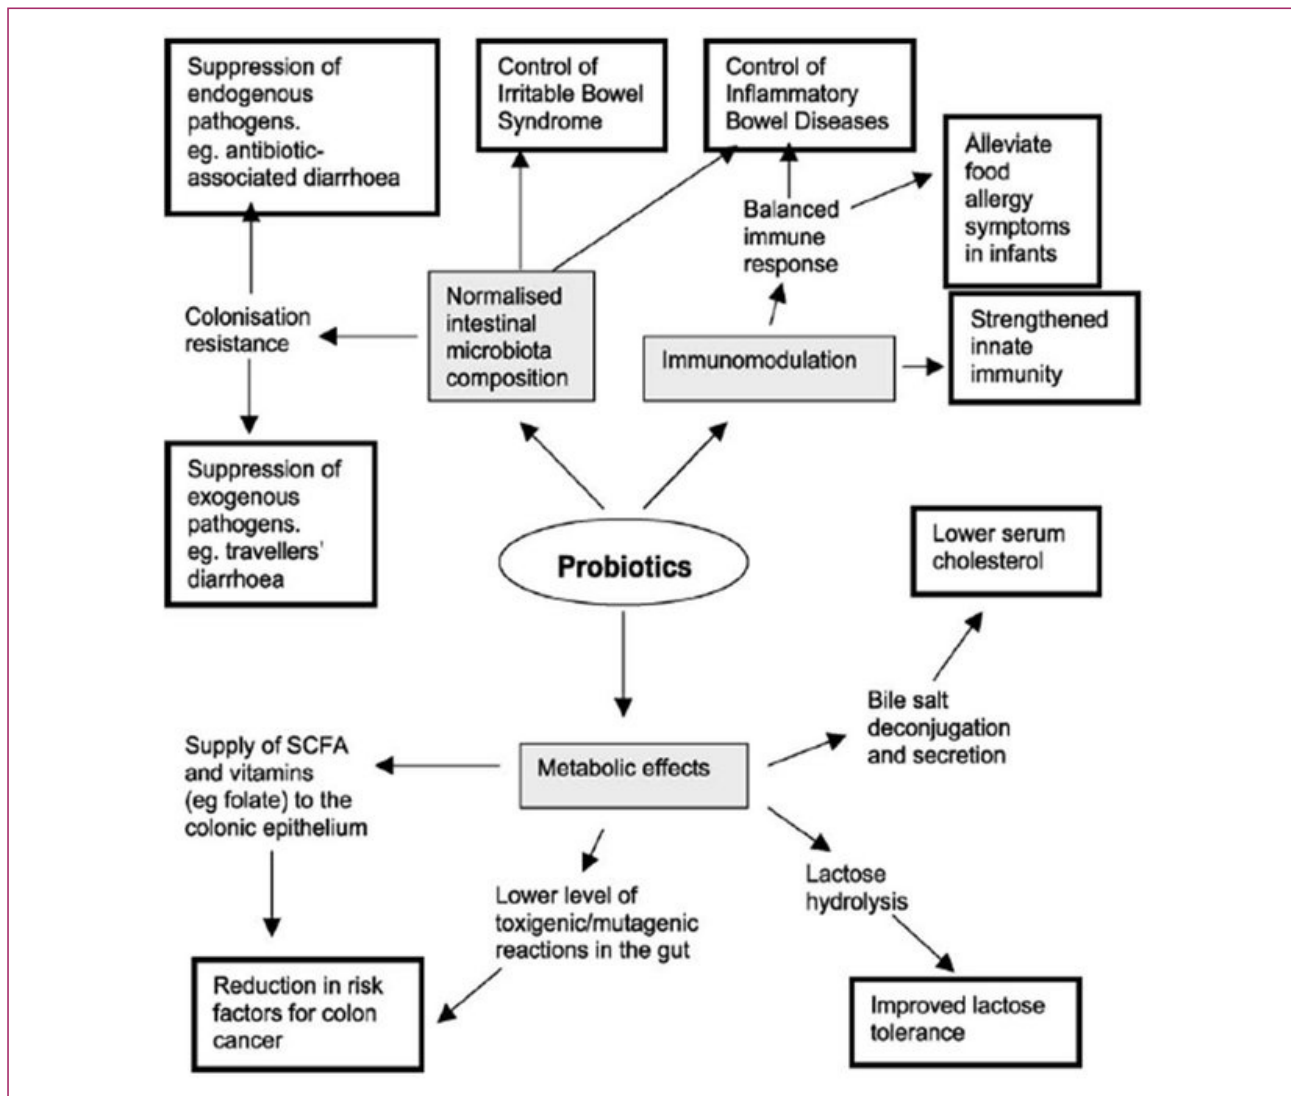 Suppression of
endogenous
pathogens.
eg. antibiotic-
associated diarrhoea
Control of
Irritable Bowel
Syndrome
Control of
Inflammatory
Bowel Diseases
Alleviate
food
allergy
symptoms
in infants
Balanced
immune
response
Normalised
intestinal
microbiota
composition
Colonisation
resistance
Immunomodulation
Strengthened
innate
immunity
Suppression of
exogenous
pathogens.
eg. travellers'
diarrhoea
Probiotics
Lower serum
cholesterol
Bile salt
deconjugation
and secretion
Supply of SCFA
and vitamins
(eg folate) to the
colonic epithelium
Metabolic effects
Lactose
hydrolysis
Lower level of
toxigenic/mutagenic
reactions in the gut
Reduction in risk
factors for colon
cancer
Improved lactose
tolerance